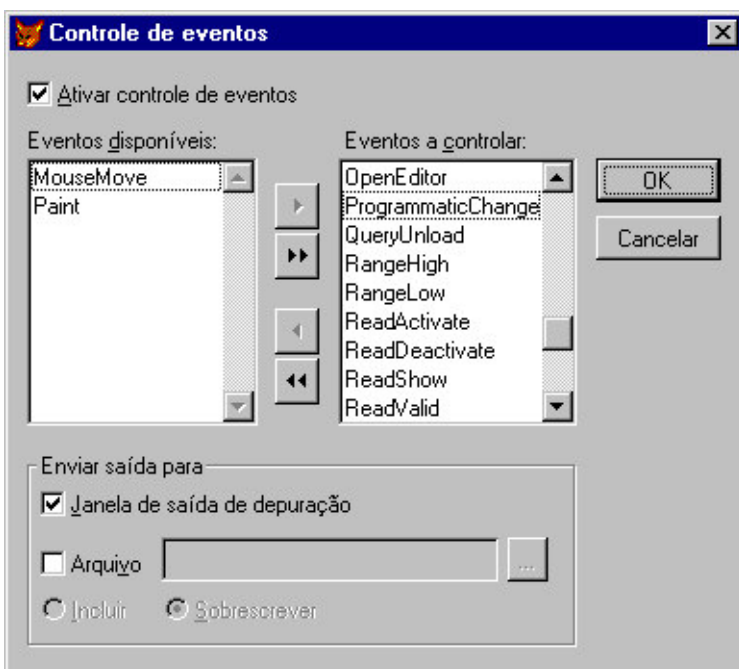 Controle de eventos
Ativar controle de eventos
Eventos disponíveis:
MouseMove
Paint
Eventos a controlar:
OpenEditor
ProgrammaticChange
QueryUnload
RangeHigh
RangeLow
ReadActivate
ReadDeactivate
ReadShow
ReadValid
OK
Cancelar
Enviar saída para
Janela de saída de depuração
Arquivo
...
Incluir
Sobrescrever